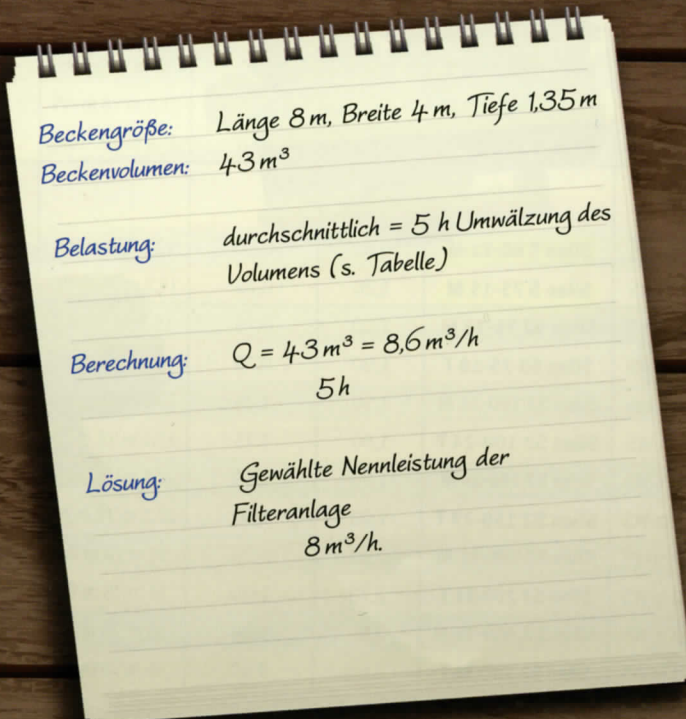 Beckengröße: Länge 8 m, Breite 4 m, Tiefe 1,35 m
Beckenvolumen: 43 m³
Belastung: durchschnittlich = 5 h Umwälzung des
Volumens (s. Tabelle)
Berechnung: Q = 43 m³ = 8,6 m³/h
5 h
Lösung: Gewählte Nennleistung der
Filteranlage
8 m³/h.